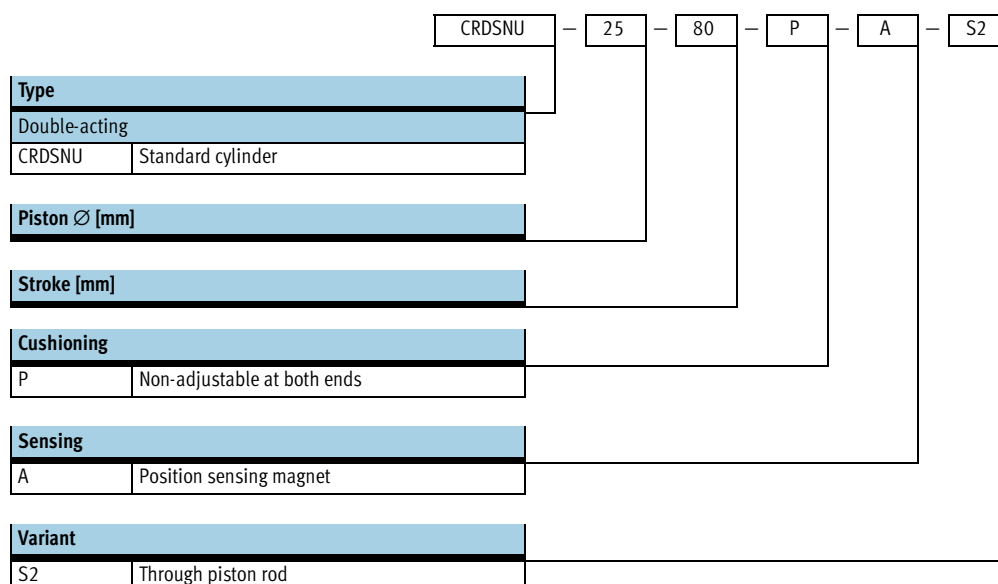 CRDSNU – 25 – 80 – P – A – S2
Type
Double-acting
CRDSNU Standard cylinder
Piston ∅ [mm]
Stroke [mm]
Cushioning
P Non-adjustable at both ends
Sensing
A Position sensing magnet
Variant
S2 Through piston rod